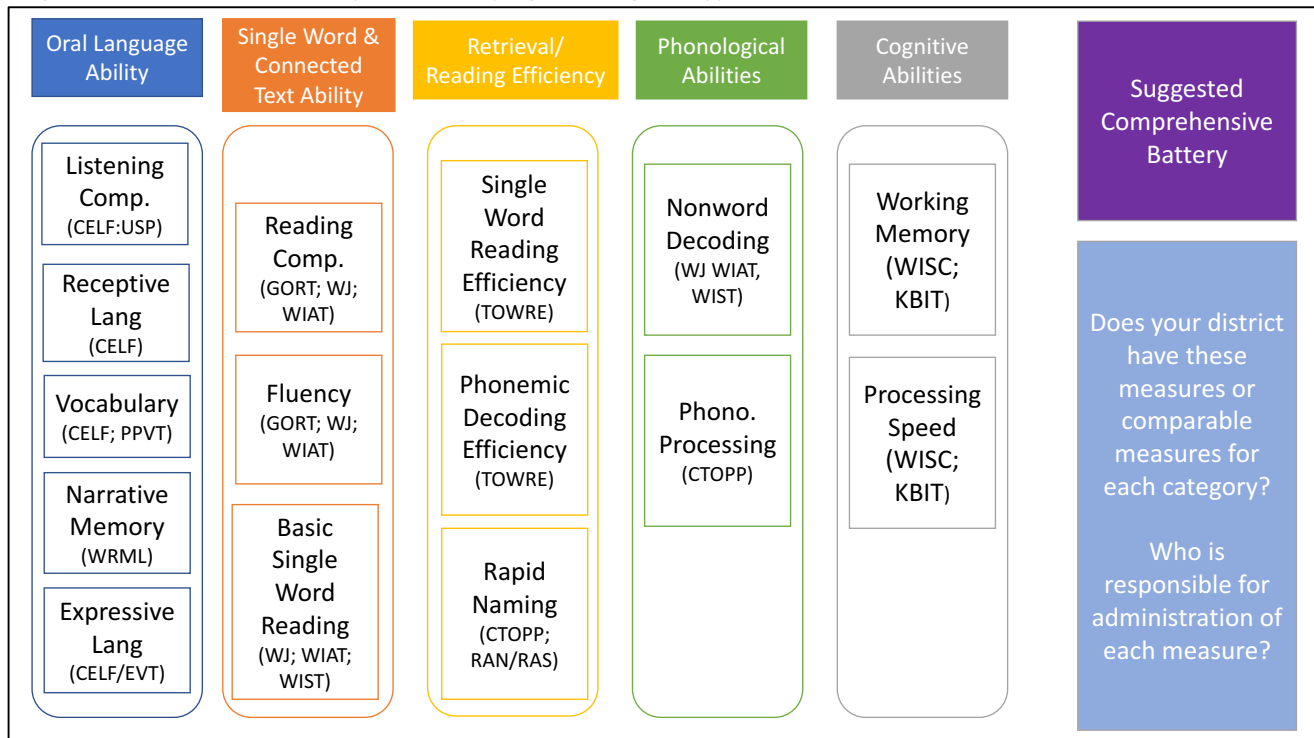 Oral Language
Ability
Single Word &
Connected
Text Ability
Retrieval/
Reading Efficiency
Phonological
Abilities
Cognitive
Abilities
Suggested
Comprehensive
Battery
Listening
Comp.
(CELF:USP)
Receptive
Lang
(CELF)
Vocabulary
(CELF; PPVT)
Narrative
Memory
(WRML)
Expressive
Lang
(CELF/EVT)
Reading
Comp.
(GORT; WJ;
WIAT)
Fluency
(GORT; WJ;
WIAT)
Basic
Single
Word
Reading
(WJ; WIAT;
WIST)
Single
Word
Reading
Efficiency
(TOWRE)
Phonemic
Decoding
Efficiency
(TOWRE)
Rapid
Naming
(CTOPP;
RAN/RAS)
Nonword
Decoding
(WJ WIAT,
WIST)
Phono.
Processing
(CTOPP)
Working
Memory
(WISC;
KBIT)
Processing
Speed
(WISC;
KBIT)
Does your district
have these
measures or
comparable
measures for
each category?
Who is
responsible for
administration of
each measure?